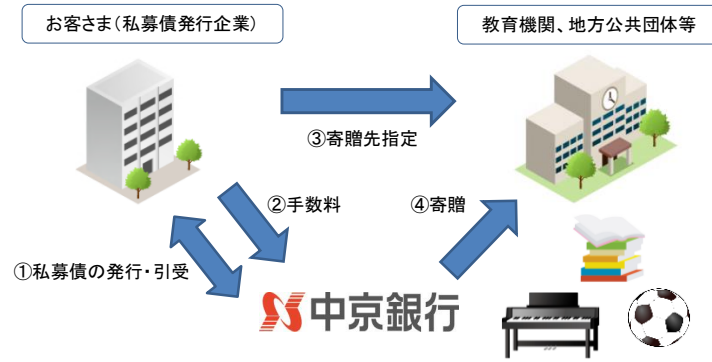 お客さま（私募債発行企業）
教育機関、地方公共団体等
③寄贈先指定
②手数料
④寄贈
①私募債の発行・引受
中京銀行